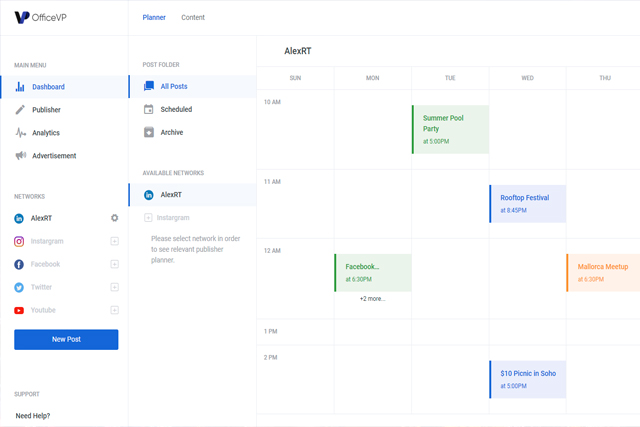 OfficeVP
Planner
Content
MAIN MENU
Dashboard
Publisher
Analytics
Advertisement
NETWORKS
AlexRT
Instargram
Facebook
Twitter
Youtube
New Post
SUPPORT
Need Help?
POST FOLDER
All Posts
Scheduled
Archive
AVAILABLE NETWORKS
AlexRT
Instargram
Please select network in order
to see relevant publisher
planner.
AlexRT
SUN MON TUE WED THU
10 AM
Summer Pool
Party
at 5:00PM
11 AM
Rooftop Festival
at 8:45PM
12 AM
Facebook...
at 6:30PM
+2 more...
Mallorca Meetup
at 6:30PM
1 PM
2 PM
$10 Picnic in Soho
at 5:00PM